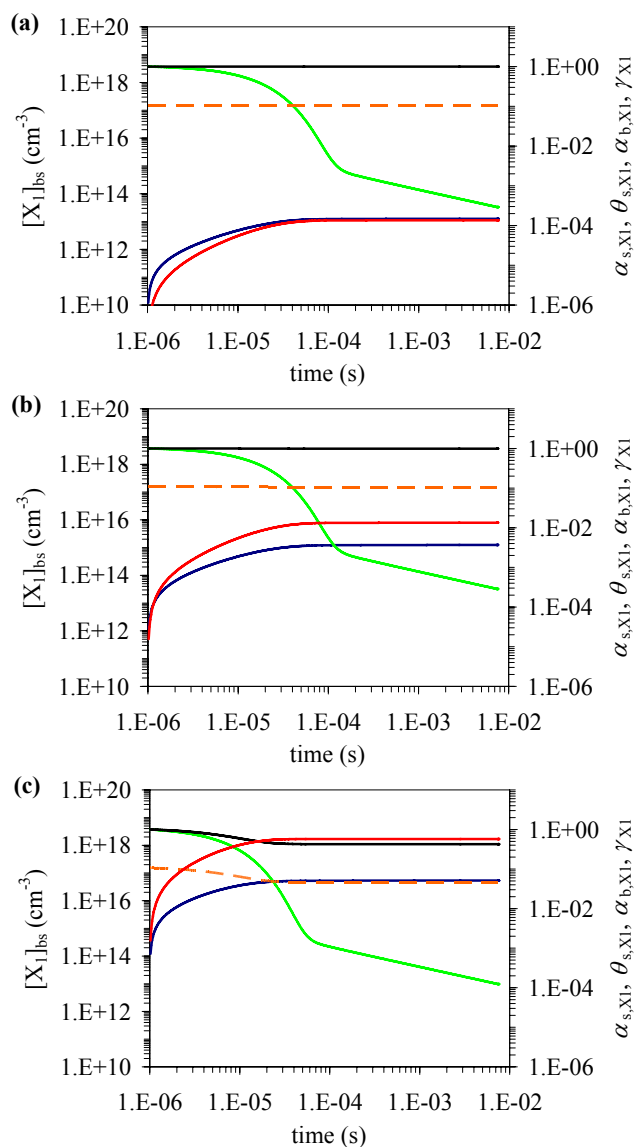 (a)
1.E+20
1.E+18
1.E+16
1.E+14
1.E+12
1.E+10
[X1]bs (cm-3)
1.E+00
1.E-02
1.E-04
1.E-06
αs,X1, θs,X1, αb,X1, γX1
1.E-06 1.E-05 1.E-04 1.E-03 1.E-02
time (s)
(b)
1.E+20
1.E+18
1.E+16
1.E+14
1.E+12
1.E+10
[X1]bs (cm-3)
1.E+00
1.E-02
1.E-04
1.E-06
αs,X1, θs,X1, αb,X1, γX1
1.E-06 1.E-05 1.E-04 1.E-03 1.E-02
time (s)
(c)
1.E+20
1.E+18
1.E+16
1.E+14
1.E+12
1.E+10
[X1]bs (cm-3)
1.E+00
1.E-02
1.E-04
1.E-06
αs,X1, θs,X1, αb,X1, γX1
1.E-06 1.E-05 1.E-04 1.E-03 1.E-02
time (s)